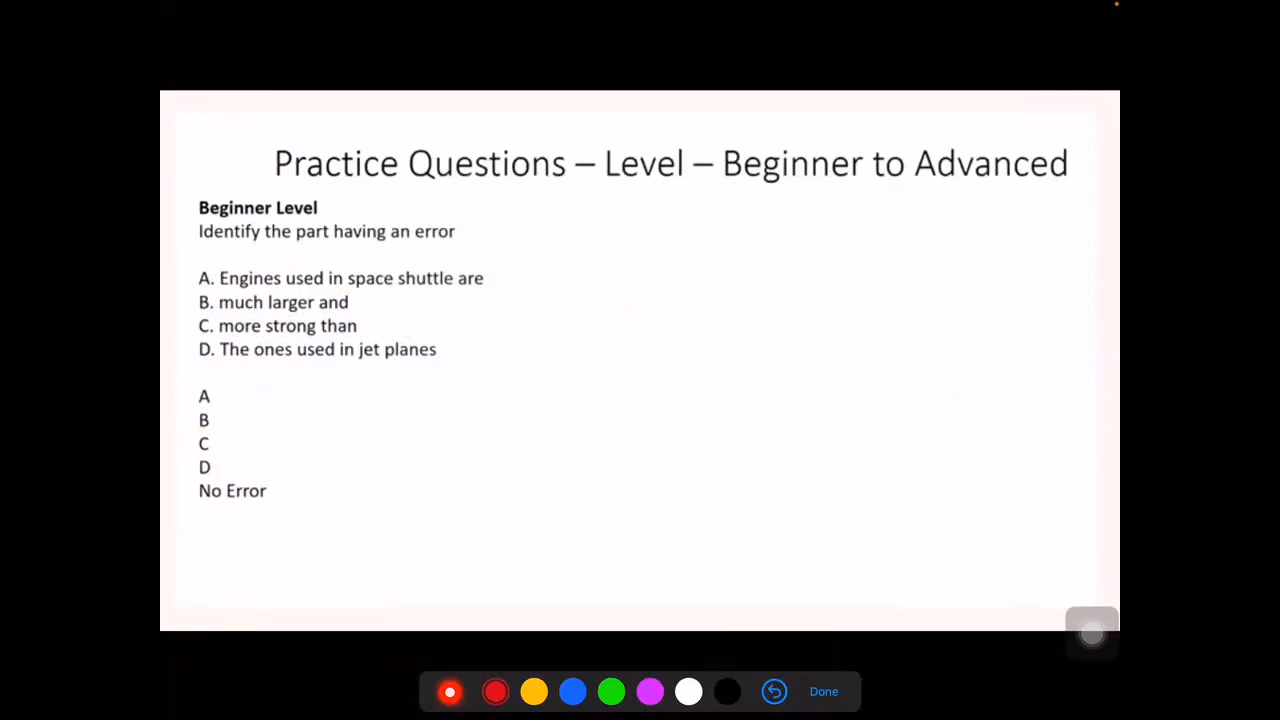 Practice Questions – Level – Beginner to Advanced
Beginner Level
Identify the part having an error
A. Engines used in space shuttle are
B. much larger and
C. more strong than
D. The ones used in jet planes
A
B
C
D
No Error
Done